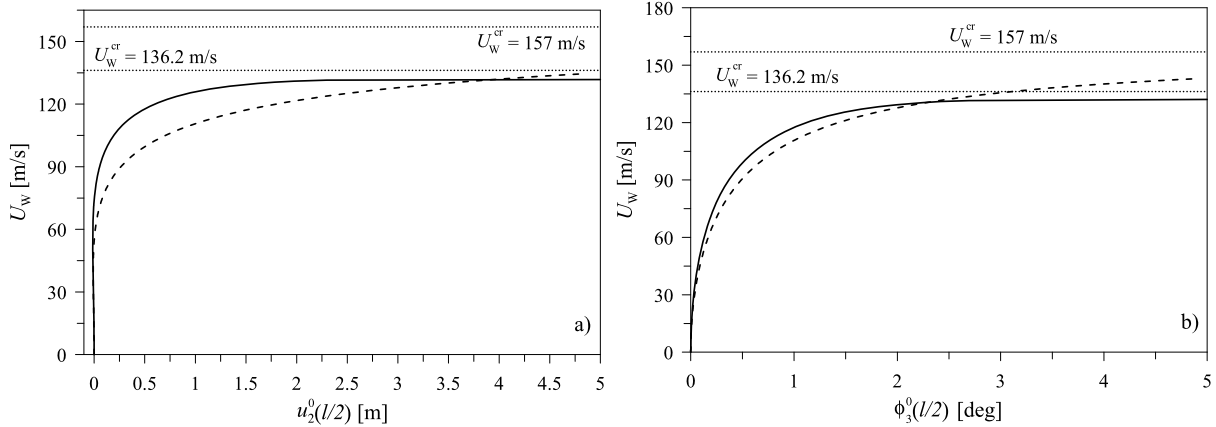 150
120
90
60
30
0
U_W [m/s]
U_W^cr = 136.2 m/s
U_W^cr = 157 m/s
a)
0 0.5 1 1.5 2 2.5 3 3.5 4 4.5 5
u_2^0(l/2) [m]
180
150
120
90
60
30
0
U_W [m/s]
U_W^cr = 157 m/s
U_W^cr = 136.2 m/s
b)
0 1 2 3 4 5
ϕ_3^0(l/2) [deg]